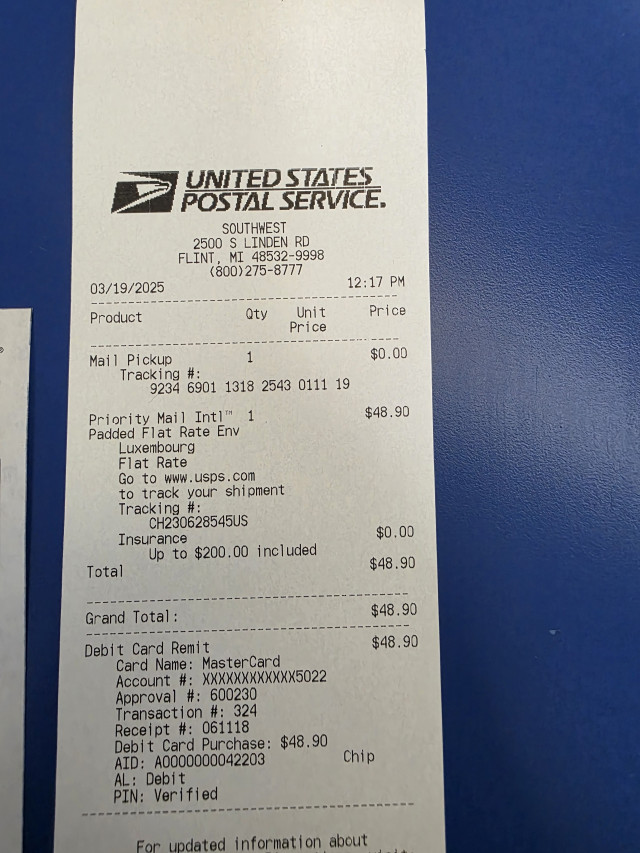 UNITED STATES
POSTAL SERVICE.
SOUTHWEST
2500 S LINDEN RD
FLINT, MI 48532-9998
(800)275-8777
03/19/2025 12:17 PM
Product Qty Unit Price
Price
Mail Pickup 1 $0.00
Tracking #:
9234 6901 1318 2543 0111 19
Priority Mail Intl™ 1 $48.90
Padded Flat Rate Env
Luxembourg
Flat Rate
Go to www.usps.com
to track your shipment
Tracking #:
CH230628545US
Insurance $0.00
Up to $200.00 included
Total $48.90
Grand Total: $48.90
Debit Card Remit $48.90
Card Name: MasterCard
Account #: XXXXXXXXXXXX5022
Approval #: 600230
Transaction #: 324
Receipt #: 061118
Debit Card Purchase: $48.90
AID: A0000000042203 Chip
AL: Debit
PIN: Verified
For updated information about